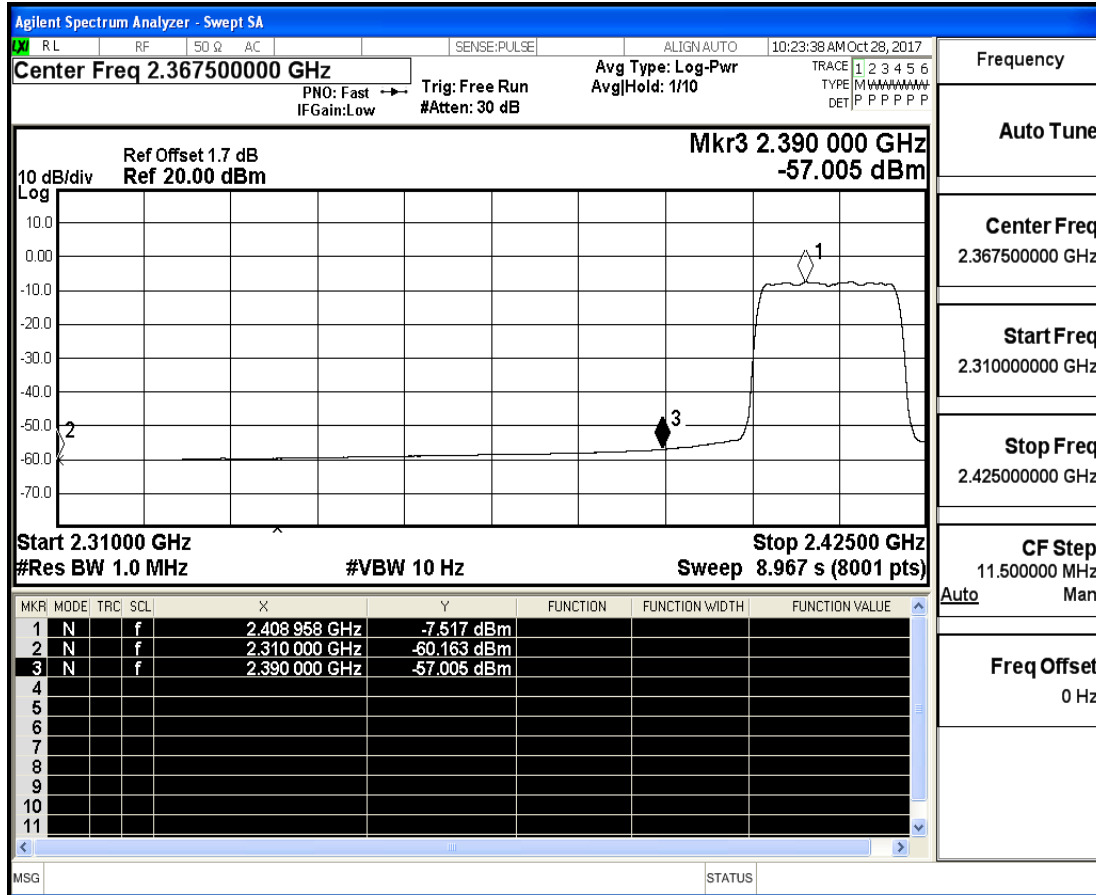 Agilent Spectrum Analyzer - Swept SA
LXI RL RF 50 Ω AC SENSE:PULSE ALIGN AUTO 10:23:38 AM Oct 28, 2017
Center Freq 2.367500000 GHz
PNO: Fast
IFGain:Low
Trig: Free Run
#Atten: 30 dB
Avg Type: Log-Pwr
Avg|Hold: 1/10
TRACE 1 2 3 4 5 6
TYPE M W W W W W
DET P P P P P P
Mkr3 2.390 000 GHz
-57.005 dBm
Ref Offset 1.7 dB
10 dB/div Ref 20.00 dBm
Log
10.0
0.00
-10.0
-20.0
-30.0
-40.0
-50.0
-60.0
-70.0
1
2
3
Start 2.31000 GHz Stop 2.42500 GHz
#Res BW 1.0 MHz #VBW 10 Hz Sweep 8.967 s (8001 pts)
MKR MODE TRC SCL X Y FUNCTION FUNCTION WIDTH FUNCTION VALUE
1 N f 2.408 958 GHz -7.517 dBm
2 N f 2.310 000 GHz -60.163 dBm
3 N f 2.390 000 GHz -57.005 dBm
4
5
6
7
8
9
10
11
MSG STATUS
Frequency
Auto Tune
Center Freq
2.367500000 GHz
Start Freq
2.310000000 GHz
Stop Freq
2.425000000 GHz
CF Step
11.500000 MHz
Auto Man
Freq Offset
0 Hz